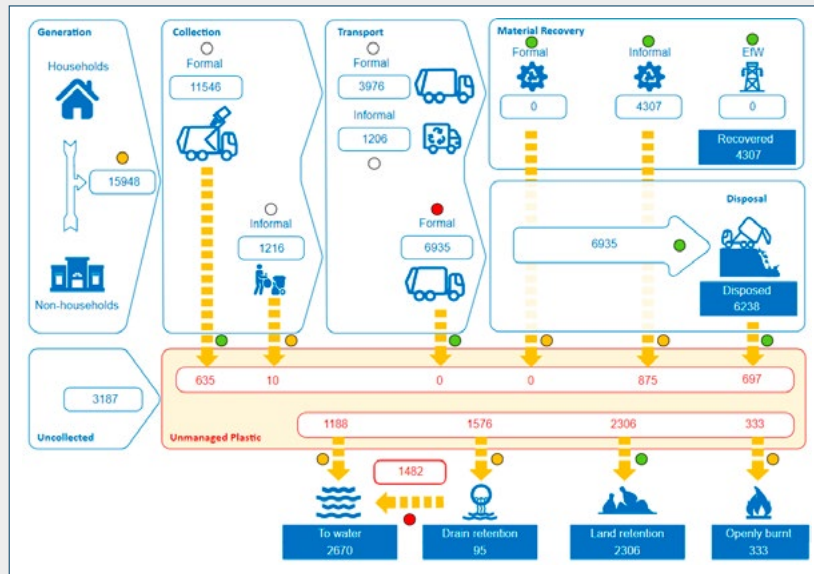 Generation
Households
15948
Non-households
Collection
Formal
11546
Informal
1216
Transport
Formal
3976
Informal
1206
Formal
6935
Material Recovery
Formal
0
Informal
4307
EfW
0
Recovered
4307
Disposal
6935
Disposed
6238
3187
Uncollected
635 10 0 0 875 697
1188 1576 2306 333
Unmanaged Plastic
1482
To water
2670
Drain retention
95
Land retention
2306
Openly burnt
333